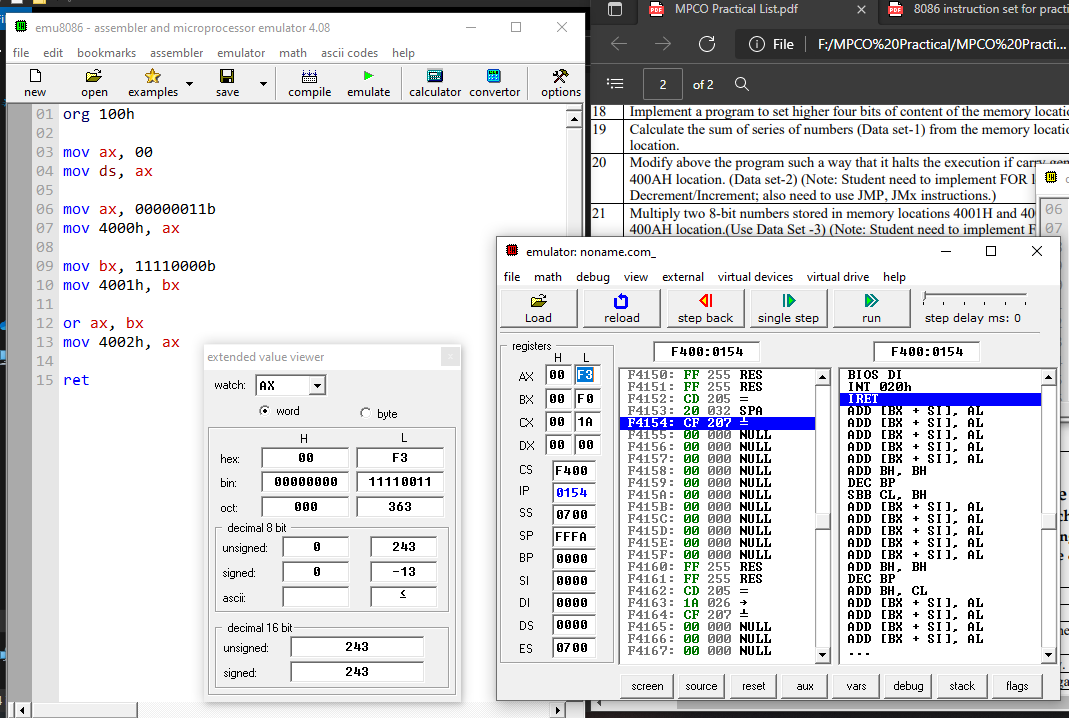 emu8086 - assembler and microprocessor emulator 4.08
file edit bookmarks assembler emulator math ascii codes help
new open examples save compile emulate calculator convertor options
01 org 100h
02
03 mov ax, 00
04 mov ds, ax
05
06 mov ax, 00000011b
07 mov 4000h, ax
08
09 mov bx, 11110000b
10 mov 4001h, bx
11
12 or ax, bx
13 mov 4002h, ax
14
15 ret
MPCO Practical List.pdf
8086 instruction set for practi
File F:/MPCO%20Practical/MPCO%20Practi...
2 of 2
18 Implement a program to set higher four bits of content of the memory locatio
19 Calculate the sum of series of numbers (Data set-1) from the memory locatio
location.
20 Modify above the program such a way that it halts the execution if carry gen
400AH location. (Data set-2) (Note: Student need to implement FOR l
Decrement/Increment; also need to use JMP, JMx instructions.)
21 Multiply two 8-bit numbers stored in memory locations 4001H and 40
400AH location.(Use Data Set -3) (Note: Student need to implement F
06
07
extended value viewer
watch: AX
word byte
H L
hex: 00 F3
bin: 00000000 11110011
oct: 000 363
decimal 8 bit
unsigned: 0 243
signed: 0 -13
ascii: ≤
decimal 16 bit
unsigned: 243
signed: 243
emulator: noname.com_
file math debug view external virtual devices virtual drive help
Load reload step back single step run step delay ms: 0
registers
H L
AX 00 F3
BX 00 F0
CX 00 1A
DX 00 00
CS F400
IP 0154
SS 0700
SP FFFA
BP 0000
SI 0000
DI 0000
DS 0000
ES 0700
F400:0154
F4150: FF 255 RES
F4151: FF 255 RES
F4152: CD 205 =
F4153: 20 032 SPA
F4154: CF 207 ╧
F4155: 00 000 NULL
F4156: 00 000 NULL
F4157: 00 000 NULL
F4158: 00 000 NULL
F4159: 00 000 NULL
F415A: 00 000 NULL
F415B: 00 000 NULL
F415C: 00 000 NULL
F415D: 00 000 NULL
F415E: 00 000 NULL
F415F: 00 000 NULL
F4160: FF 255 RES
F4161: FF 255 RES
F4162: CD 205 =
F4163: 1A 026 →
F4164: CF 207 ╧
F4165: 00 000 NULL
F4166: 00 000 NULL
F4167: 00 000 NULL
F400:0154
BIOS DI
INT 020h
IRET
ADD [BX + SI], AL
ADD [BX + SI], AL
ADD [BX + SI], AL
ADD [BX + SI], AL
ADD [BX + SI], AL
ADD BH, BH
DEC BP
SBB CL, BH
ADD [BX + SI], AL
ADD [BX + SI], AL
ADD [BX + SI], AL
ADD [BX + SI], AL
ADD [BX + SI], AL
ADD BH, BH
DEC BP
ADD BH, CL
ADD [BX + SI], AL
ADD [BX + SI], AL
ADD [BX + SI], AL
ADD [BX + SI], AL
...
screen source reset aux vars debug stack flags